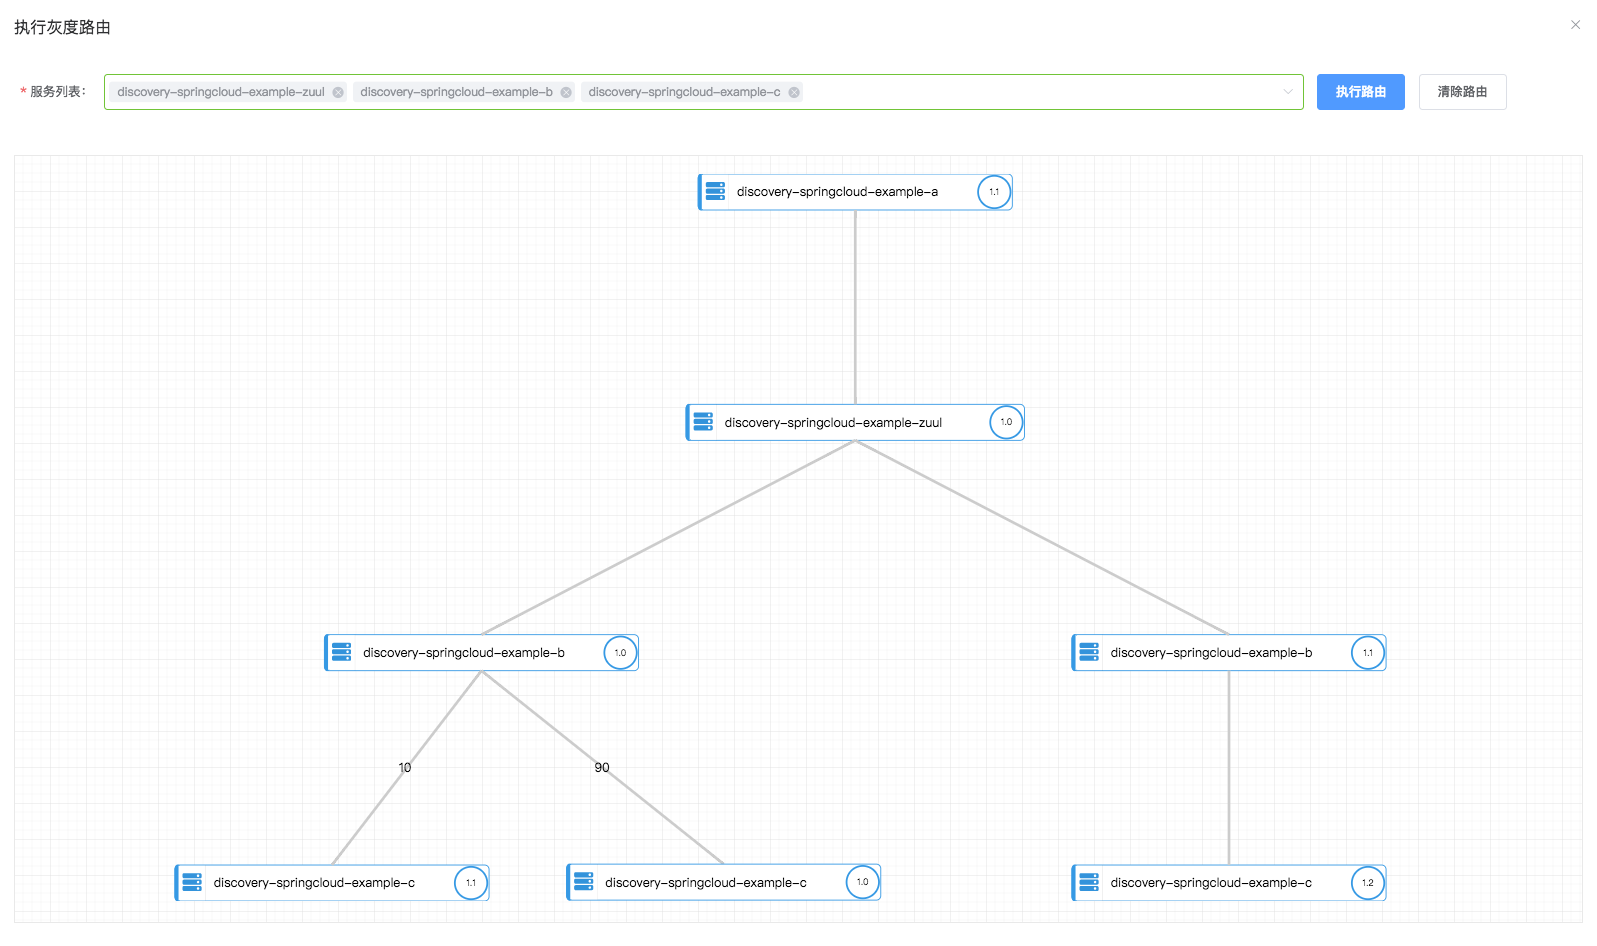 执行灰度路由
* 服务列表： discovery-springcloud-example-zuul discovery-springcloud-example-b discovery-springcloud-example-c 执行路由 清除路由
discovery-springcloud-example-a 1.1
discovery-springcloud-example-zuul 1.0
discovery-springcloud-example-b 1.0
discovery-springcloud-example-b 1.1
10
90
discovery-springcloud-example-c 1.1
discovery-springcloud-example-c 1.0
discovery-springcloud-example-c 1.2